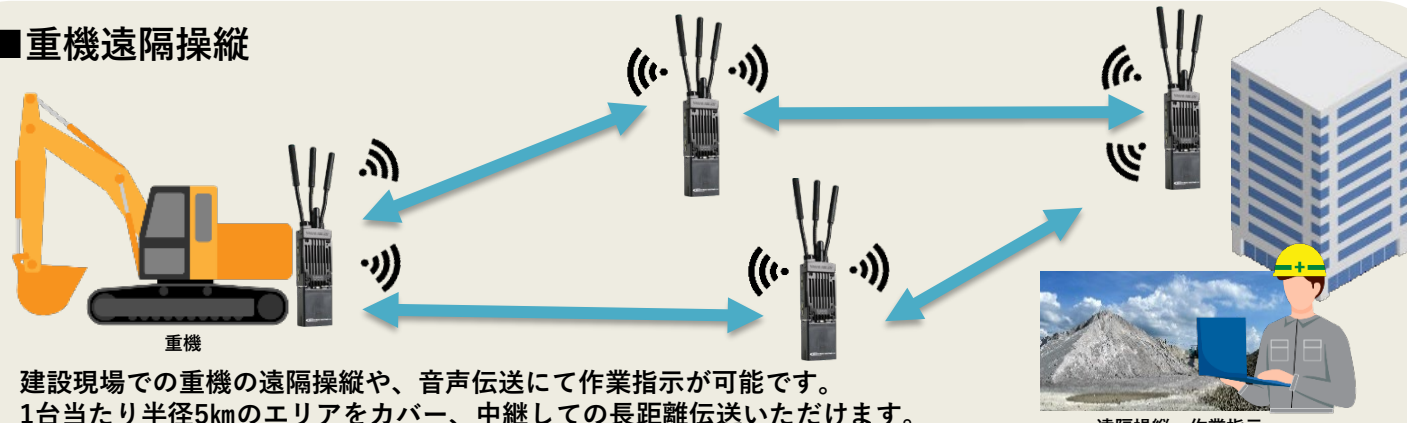 ■重機遠隔操縦
重機
建設現場での重機の遠隔操縦や、音声伝送にて作業指示が可能です。
1台当たり半径5㎞のエリアをカバー、中継しての長距離伝送いただけます。